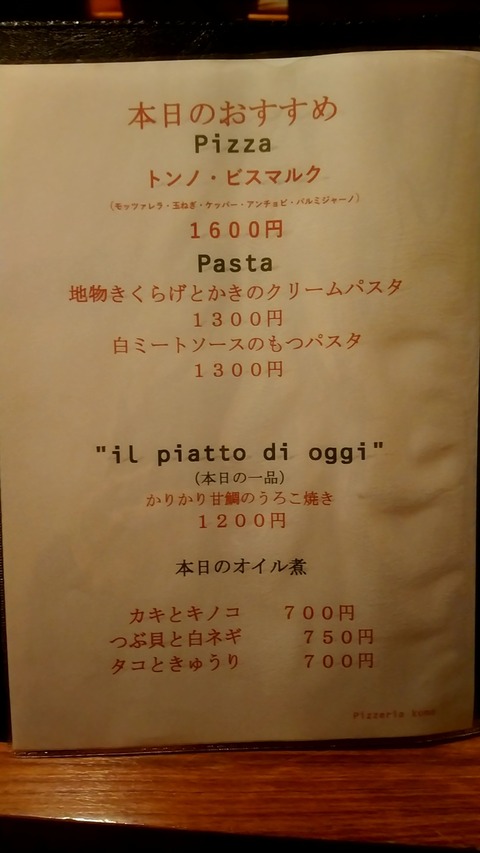 本日のおすすめ
Pizza
トンノ・ビスマルク
(モッツァレラ・玉ねぎ・ケッパー・アンチョビ・パルミジャーノ)
1600円
Pasta
地物きくらげとかきのクリームパスタ
1300円
白ミートソースのもつパスタ
1300円
"il piatto di oggi"
(本日の一品)
かりかり甘鯛のうろこ焼き
1200円
本日のオイル煮
カキとキノコ 700円
つぶ貝と白ネギ 750円
タコときゅうり 700円
Pizzeria